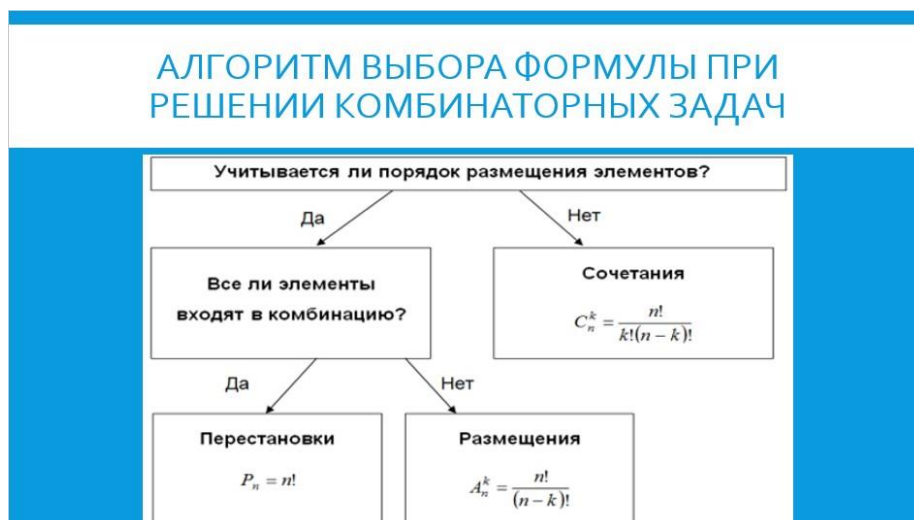 АЛГОРИТМ ВЫБОРА ФОРМУЛЫ ПРИ
РЕШЕНИИ КОМБИНАТОРНЫХ ЗАДАЧ
Учитывается ли порядок размещения элементов?
Да
Нет
Все ли элементы
входят в комбинацию?
Сочетания
C_n^k = n! / k!(n − k)!
Да
Нет
Перестановки
P_n = n!
Размещения
A_n^k = n! / (n − k)!